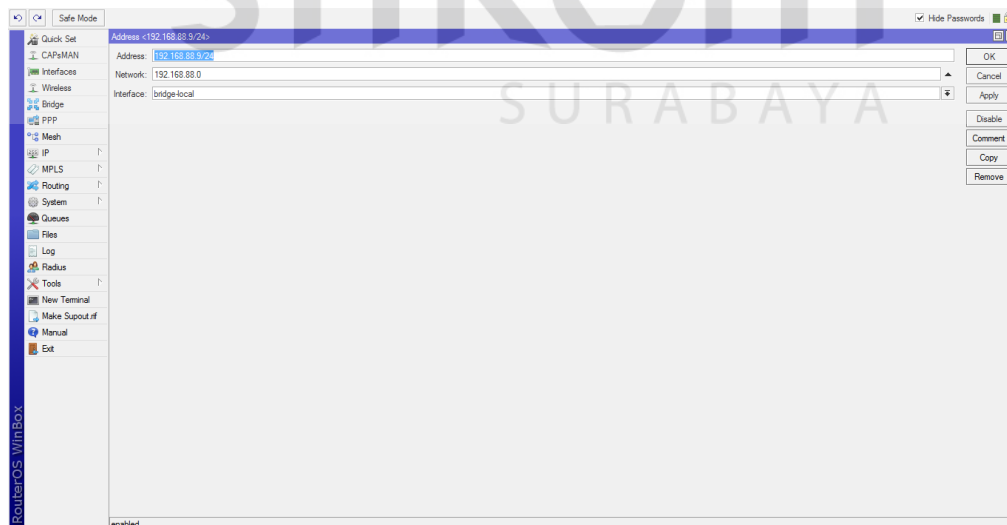 Safe Mode
Hide Passwords
Quick Set
CAPsMAN
Interfaces
Wireless
Bridge
PPP
Mesh
IP
MPLS
Routing
System
Queues
Files
Log
Radius
Tools
New Terminal
Make Supout.rif
Manual
Exit
RouterOS WinBox
Address <192.168.88.9/24>
Address: 192.168.88.9/24
Network: 192.168.88.0
Interface: bridge-local
OK
Cancel
Apply
Disable
Comment
Copy
Remove
SURABAYA
enabled